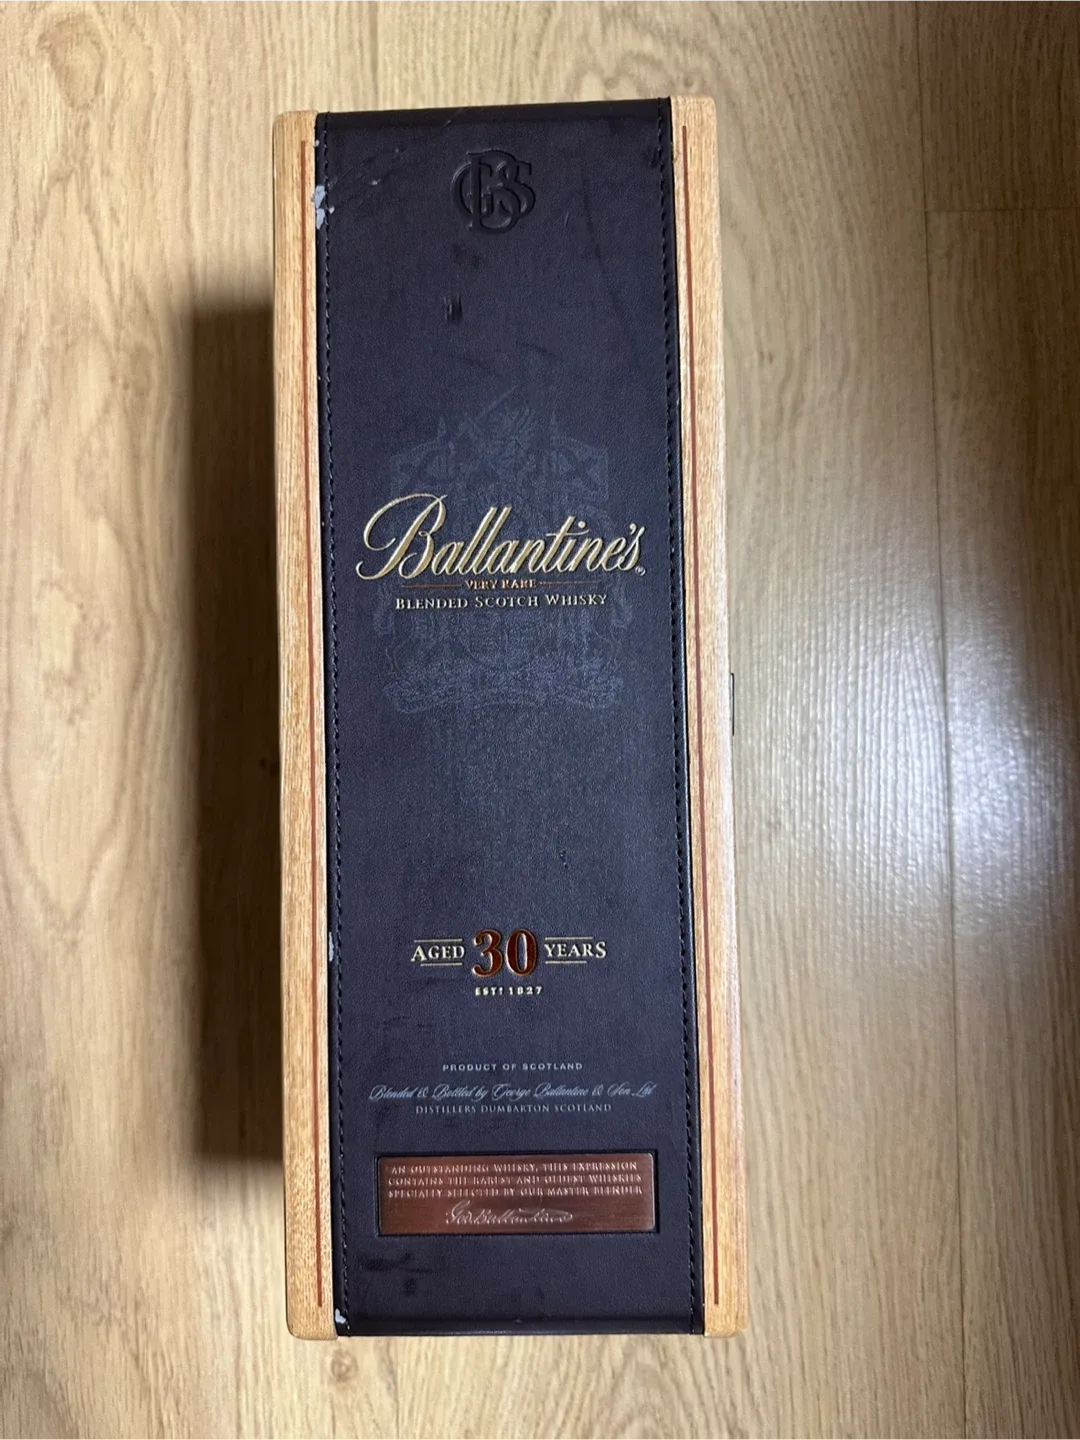 GBS
Ballantine's®
VERY RARE
BLENDED SCOTCH WHISKY
AGED 30 YEARS
ESTD 1827
PRODUCT OF SCOTLAND
Blended & Bottled by George Ballantine & Son Ltd
DISTILLERS DUMBARTON SCOTLAND
AN OUTSTANDING WHISKY, THIS EXPRESSION
CONTAINS THE RAREST AND OLDEST WHISKIES
SPECIALLY SELECTED BY OUR MASTER BLENDER
Geo Ballantine